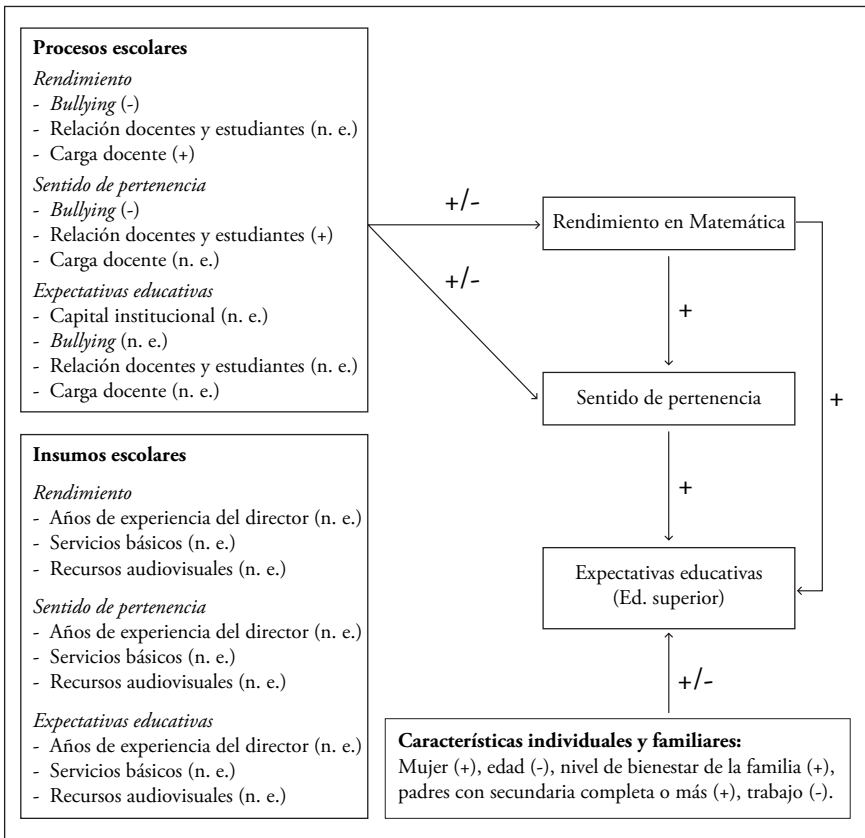 Procesos escolares
Rendimiento
- Bullying (-)
- Relación docentes y estudiantes (n. e.)
- Carga docente (+)
Sentido de pertenencia
- Bullying (-)
- Relación docentes y estudiantes (+)
- Carga docente (n. e.)
Expectativas educativas
- Capital institucional (n. e.)
- Bullying (n. e.)
- Relación docentes y estudiantes (n. e.)
- Carga docente (n. e.)
Insumos escolares
Rendimiento
- Años de experiencia del director (n. e.)
- Servicios básicos (n. e.)
- Recursos audiovisuales (n. e.)
Sentido de pertenencia
- Años de experiencia del director (n. e.)
- Servicios básicos (n. e.)
- Recursos audiovisuales (n. e.)
Expectativas educativas
- Años de experiencia del director (n. e.)
- Servicios básicos (n. e.)
- Recursos audiovisuales (n. e.)
+/-
+/-
Rendimiento en Matemática
+
Sentido de pertenencia
+
+
Expectativas educativas
(Ed. superior)
+/-
Características individuales y familiares:
Mujer (+), edad (-), nivel de bienestar de la familia (+),
padres con secundaria completa o más (+), trabajo (-).